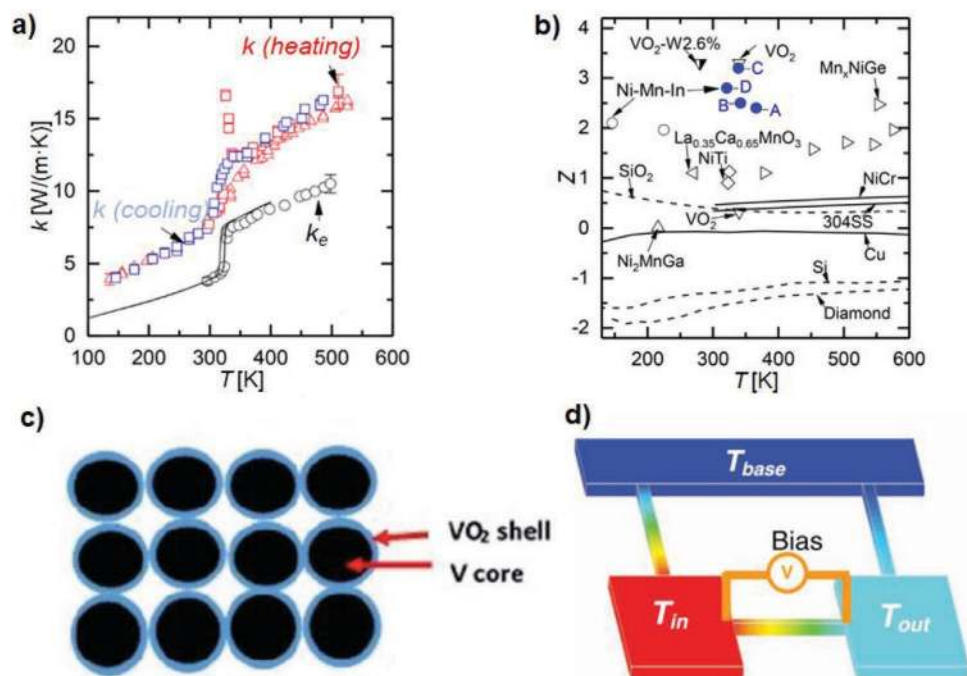 a)
k (heating)
k (cooling)
kₑ
k [W/(m·K)]
20
15
10
5
0
100 200 300 400 500 600
T [K]
b)
VO₂-W2.6%
VO₂
C
MnₓNiGe
Ni-Mn-In
D
B
A
La₀.₃₅Ca₀.₆₅MnO₃
NiTi
SiO₂
NiCr
VO₂
304SS
Cu
Ni₂MnGa
Si
Diamond
Z
4
3
2
1
0
-1
-2
200 300 400 500 600
T [K]
c)
VO₂ shell
V core
d)
T_base
Bias
V
T_in
T_out